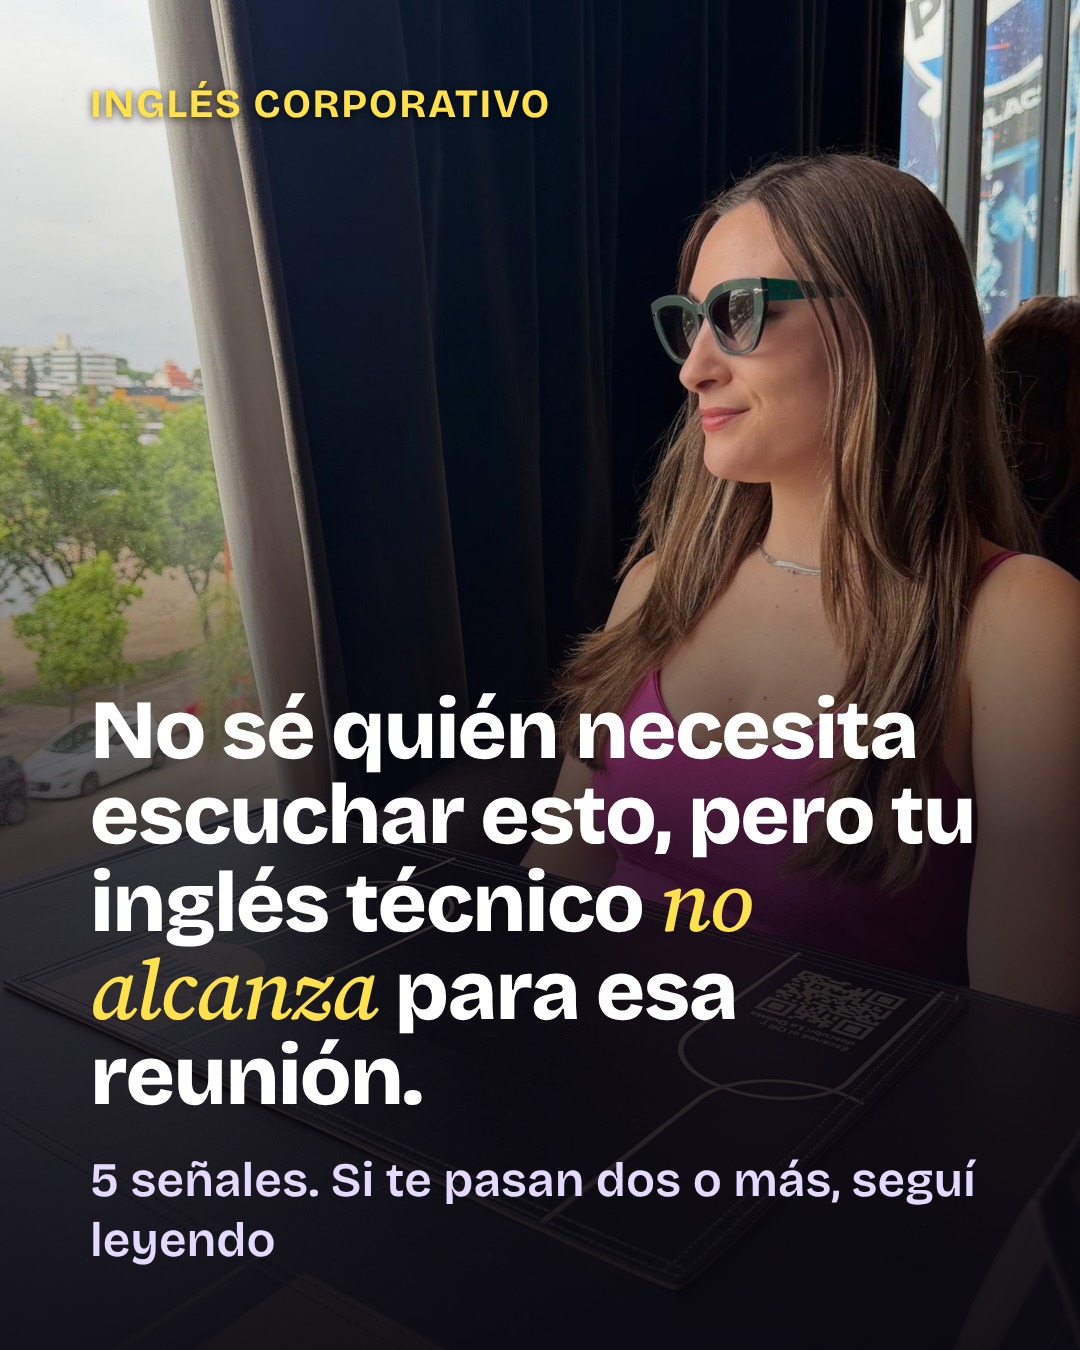 INGLÉS CORPORATIVO
No sé quién necesita
escuchar esto, pero tu
inglés técnico no
alcanza para esa
reunión.
5 señales. Si te pasan dos o más, seguí
leyendo